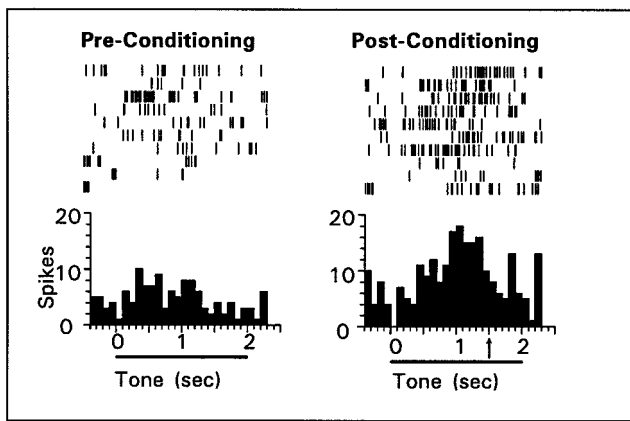 Pre-Conditioning
Post-Conditioning
Spikes
20
10
0
0 1 2
Tone (sec)
20
10
0
0 1 ↑ 2
Tone (sec)